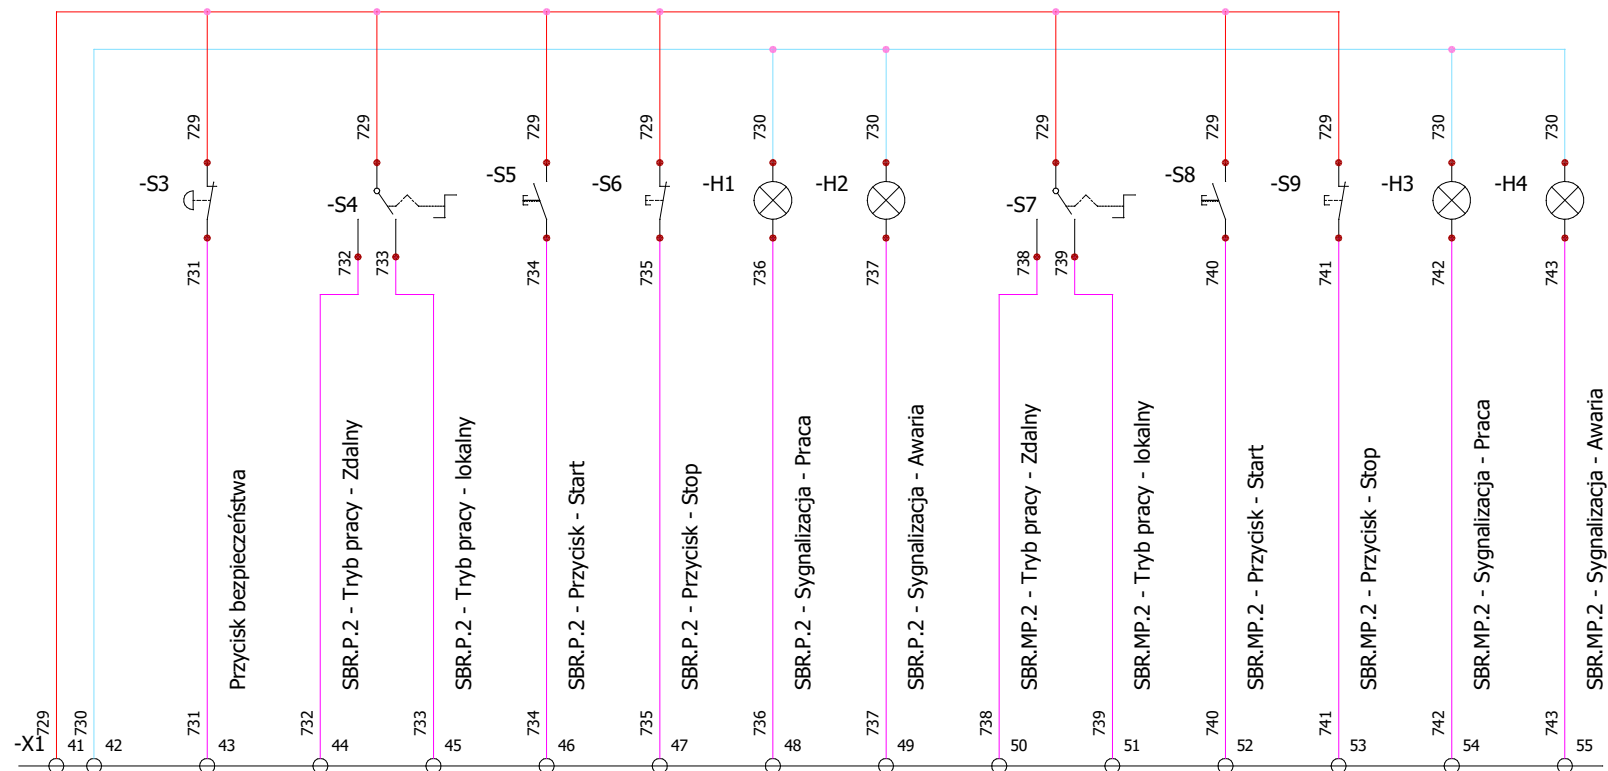 729
729
729
729
730
730
729
729
729
730
730
-S3
-S4
-S5
-S6
-H1
-H2
-S7
-S8
-S9
-H3
-H4
731
732
733
734
735
736
737
738
739
740
741
742
743
Przycisk bezpieczeństwa
SBR.P.2 - Tryb pracy - Zdalny
SBR.P.2 - Tryb pracy - lokalny
SBR.P.2 - Przycisk - Start
SBR.P.2 - Przycisk - Stop
SBR.P.2 - Sygnalizacja - Praca
SBR.P.2 - Sygnalizacja - Awaria
SBR.MP.2 - Tryb pracy - Zdalny
SBR.MP.2 - Tryb pracy - lokalny
SBR.MP.2 - Przycisk - Start
SBR.MP.2 - Przycisk - Stop
SBR.MP.2 - Sygnalizacja - Praca
SBR.MP.2 - Sygnalizacja - Awaria
729
730
731
732
733
734
735
736
737
738
739
740
741
742
743
-X1
41
42
43
44
45
46
47
48
49
50
51
52
53
54
55